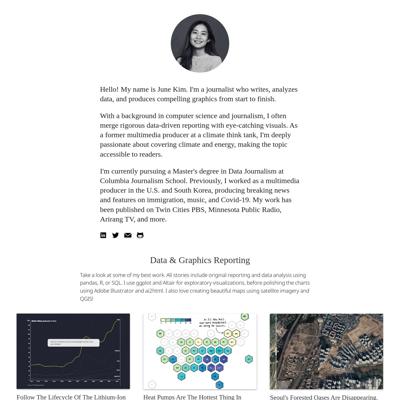 Hello! My name is June Kim. I'm a journalist who writes, analyzes
data, and produces compelling graphics from start to finish.
With a background in computer science and journalism, I often
merge rigorous data-driven reporting with eye-catching visuals. As
a former multimedia producer at a climate think tank, I'm deeply
passionate about covering climate and energy, making the topic
accessible to readers.
I'm currently pursuing a Master's degree in Data Journalism at
Columbia Journalism School. Previously, I worked as a multimedia
producer in the U.S. and South Korea, producing breaking news
and features on immigration, music, and Covid-19. My work has
been published on Twin Cities PBS, Minnesota Public Radio,
Arirang TV, and more.
Data & Graphics Reporting
Take a look at some of my best work. All stories include original reporting and data analysis using
pandas, R, or SQL. I use ggplot and Altair for exploratory visualizations, before polishing the charts
using Adobe Illustrator and ai2html. I also love creating beautiful maps using satellite imagery and
QGIS!
Follow The Lifecycle Of The Lithium-Ion
Heat Pumps Are The Hottest Thing In
Seoul's Forested Oases Are Disappearing,